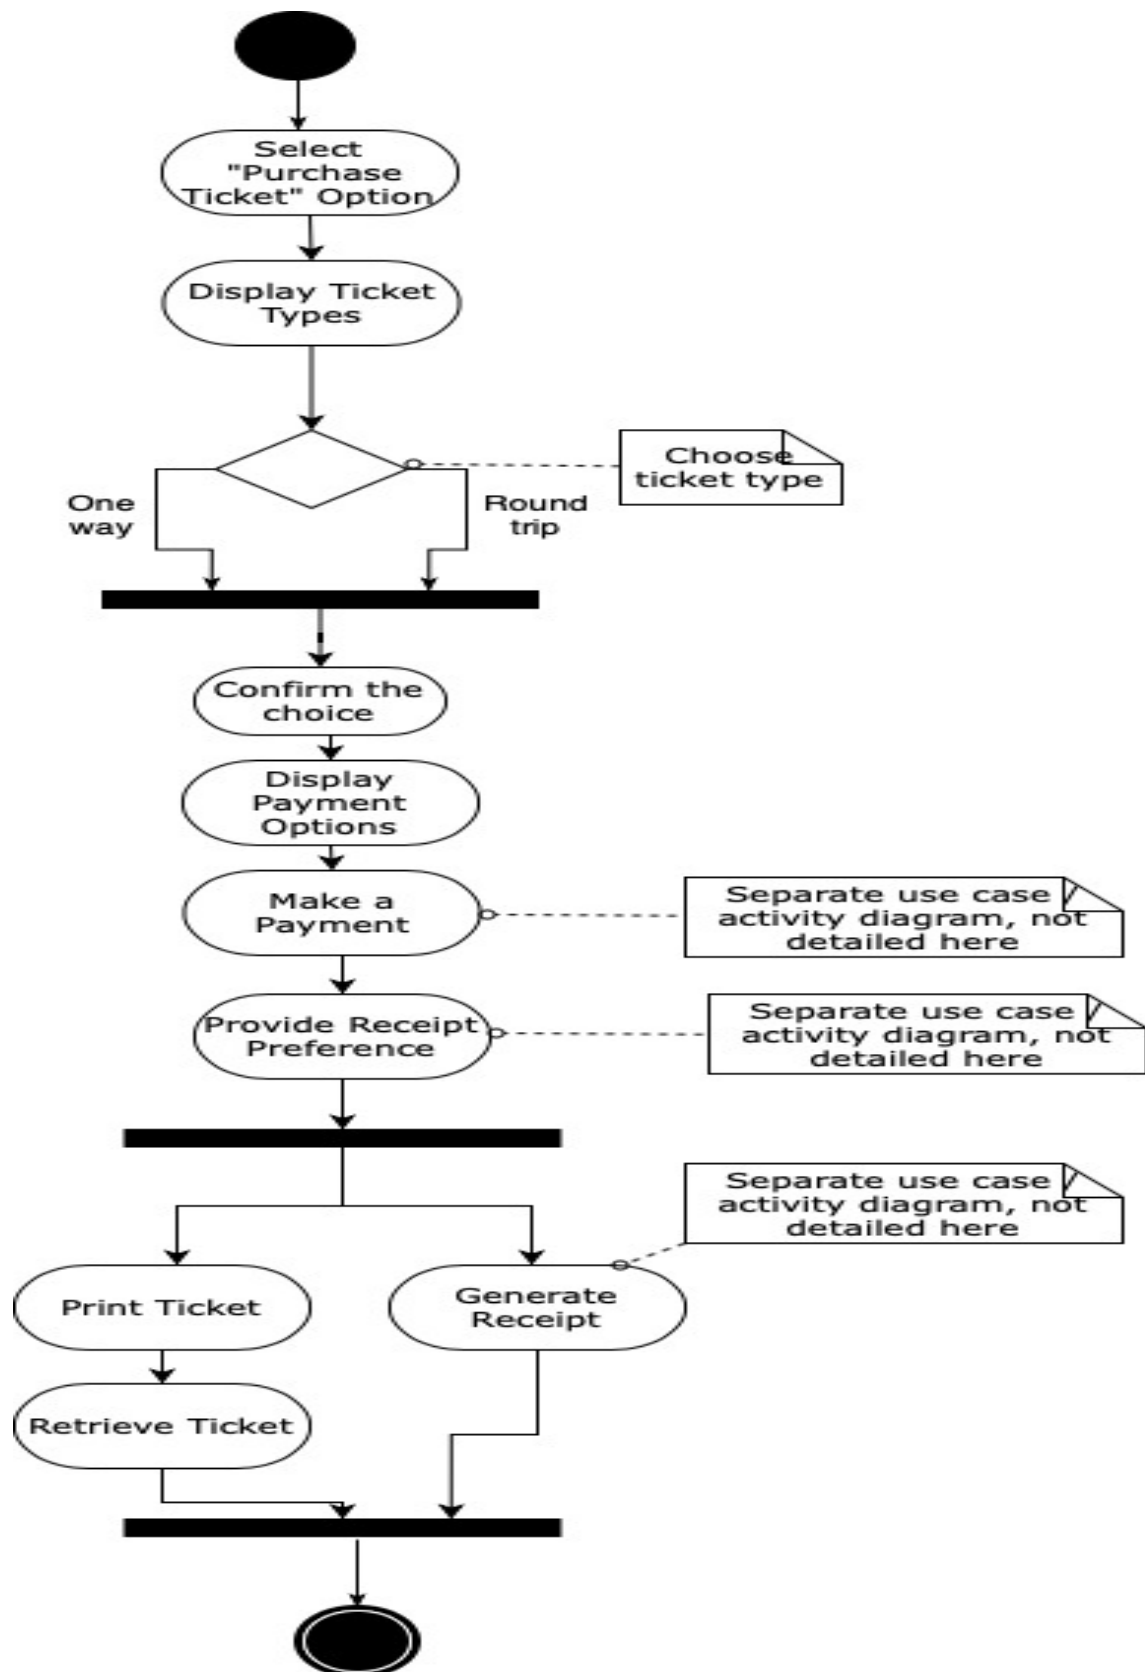 Select
"Purchase
Ticket" Option
Display Ticket
Types
Choose
ticket type
One
way
Round
trip
Confirm the
choice
Display
Payment
Options
Make a
Payment
Separate use case
activity diagram, not
detailed here
Provide Receipt
Preference
Separate use case
activity diagram, not
detailed here
Separate use case
activity diagram, not
detailed here
Print Ticket
Generate
Receipt
Retrieve Ticket